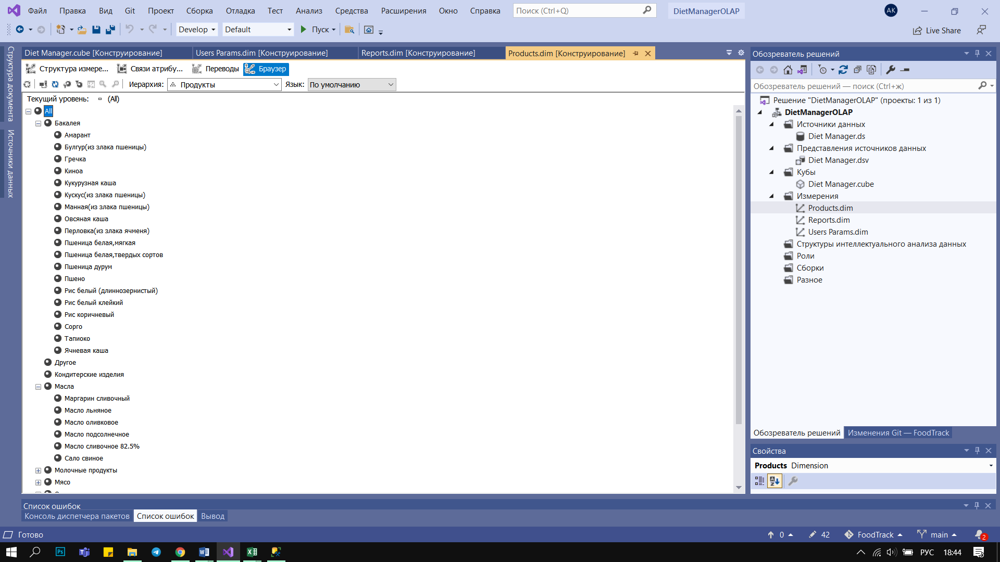 Файл Правка Вид Git Проект Сборка Отладка Тест Анализ Средства Расширения Окно Справка Поиск (Ctrl+Q) DietManagerOLAP AK
Develop Default Пуск Live Share
Структура документа
Источники данных
Diet Manager.cube [Конструирование] Users Params.dim [Конструирование] Reports.dim [Конструирование] Products.dim [Конструирование]
Структура измере... Связи атрибу... Переводы Браузер
Иерархия: Продукты Язык: По умолчанию
Текущий уровень: (All)
All
Бакалея
Амарант
Булгур(из злака пшеницы)
Гречка
Киноа
Кукурузная каша
Кускус(из злака пшеницы)
Манная(из злака пшеницы)
Овсяная каша
Перловка(из злака ячменя)
Пшеница белая,мягкая
Пшеница белая,твердых сортов
Пшеница дурум
Пшено
Рис белый (длиннозернистый)
Рис белый клейкий
Рис коричневый
Сорго
Тапиоко
Ячневая каша
Другое
Кондитерские изделия
Масла
Маргарин сливочный
Масло льняное
Масло оливковое
Масло подсолнечное
Масло сливочное 82.5%
Сало свиное
Молочные продукты
Мясо
Обозреватель решений
Обозреватель решений — поиск (Ctrl+ж)
Решение "DietManagerOLAP" (проекты: 1 из 1)
DietManagerOLAP
Источники данных
Diet Manager.ds
Представления источников данных
Diet Manager.dsv
Кубы
Diet Manager.cube
Измерения
Products.dim
Reports.dim
Users Params.dim
Структуры интеллектуального анализа данных
Роли
Сборки
Разное
Обозреватель решений Изменения Git — FoodTrack
Свойства
Products Dimension
Список ошибок
Консоль диспетчера пакетов Список ошибок Вывод
Готово 0 42 FoodTrack main 2
Ps РУС 18:44